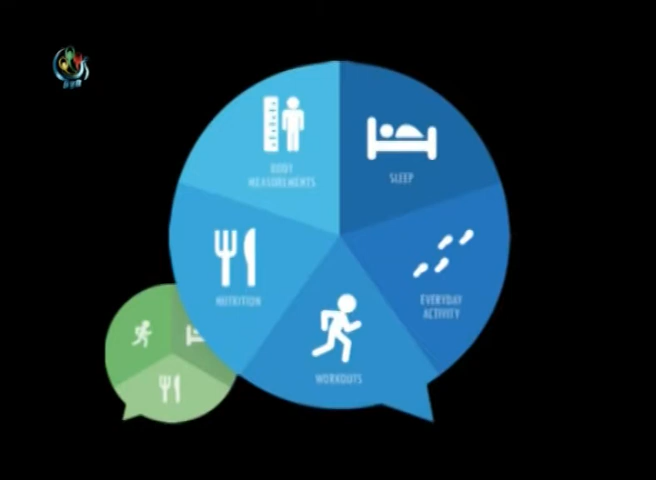 BODY
MEASUREMENTS
SLEEP
NUTRITION
EVERYDAY
ACTIVITY
WORKOUTS